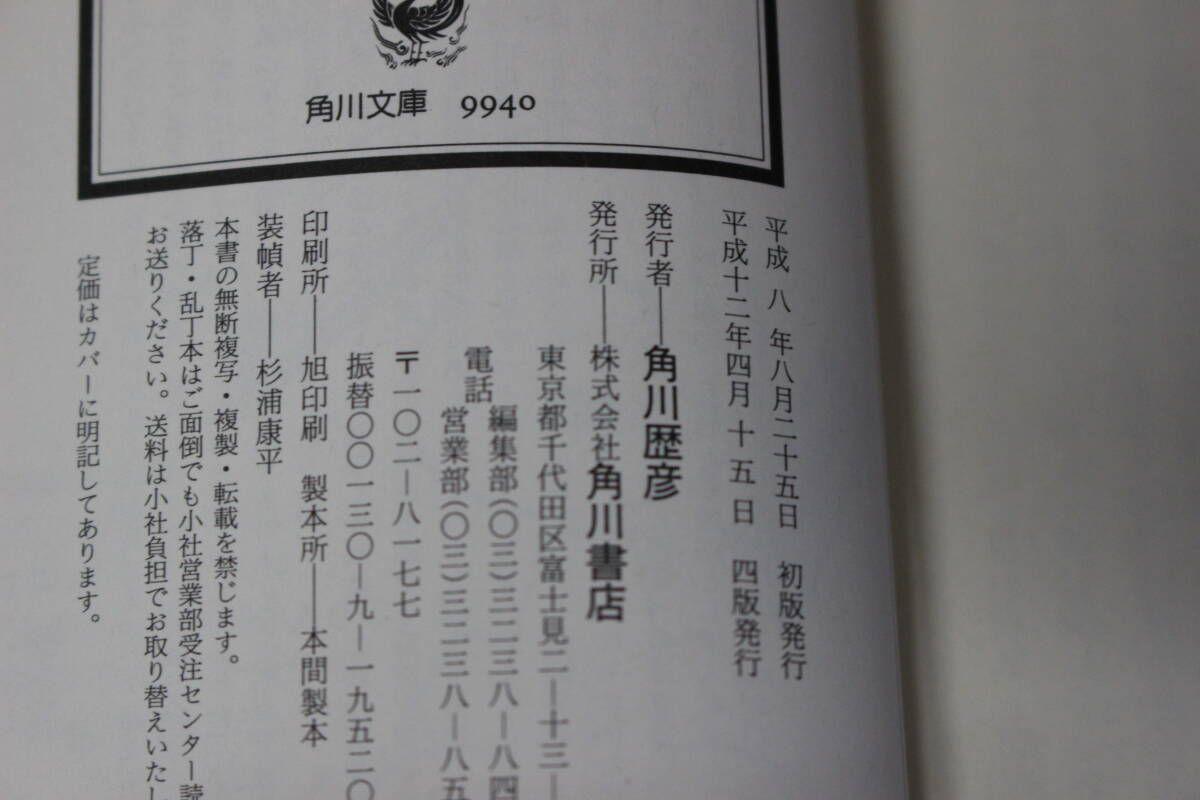 角川文庫 9940
平成 八 年八月二十五日 初版発行
平成十二年四月 十 五 日 四版発行
発行者――角川歴彦
発行所――株式会社角川書店
東京都千代田区富士見二―十三―
電話 編集部(〇三)三二三八―八四
営業部(〇三)三二三八―八五
〒一〇二―八一七七
振替〇〇一三〇―九―一九五二〇
印刷所――旭印刷 製本所――本間製本
装幀者――杉浦康平
本書の無断複写・複製・転載を禁じます。
落丁・乱丁本はご面倒でも小社営業部受注センター読
お送りください。送料は小社負担でお取り替えいたし
定価はカバーに明記してあります。